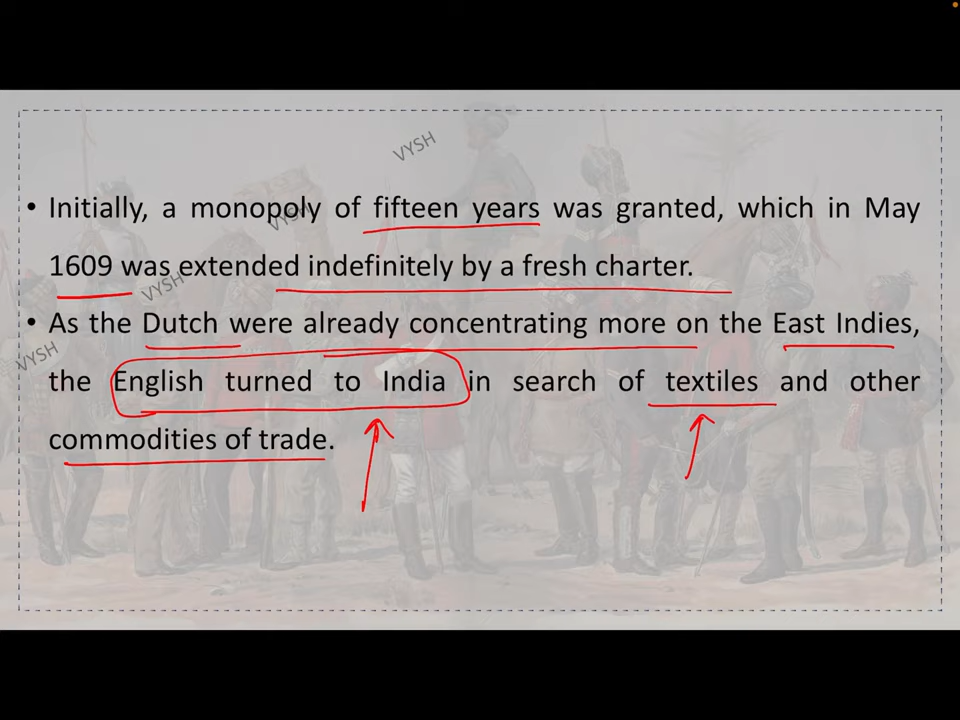 VYSH
• Initially, a monopoly of fifteen years was granted, which in May
VYSH
1609 was extended indefinitely by a fresh charter.
VYSH
• As the Dutch were already concentrating more on the East Indies,
VYSH
the English turned to India in search of textiles and other
commodities of trade.